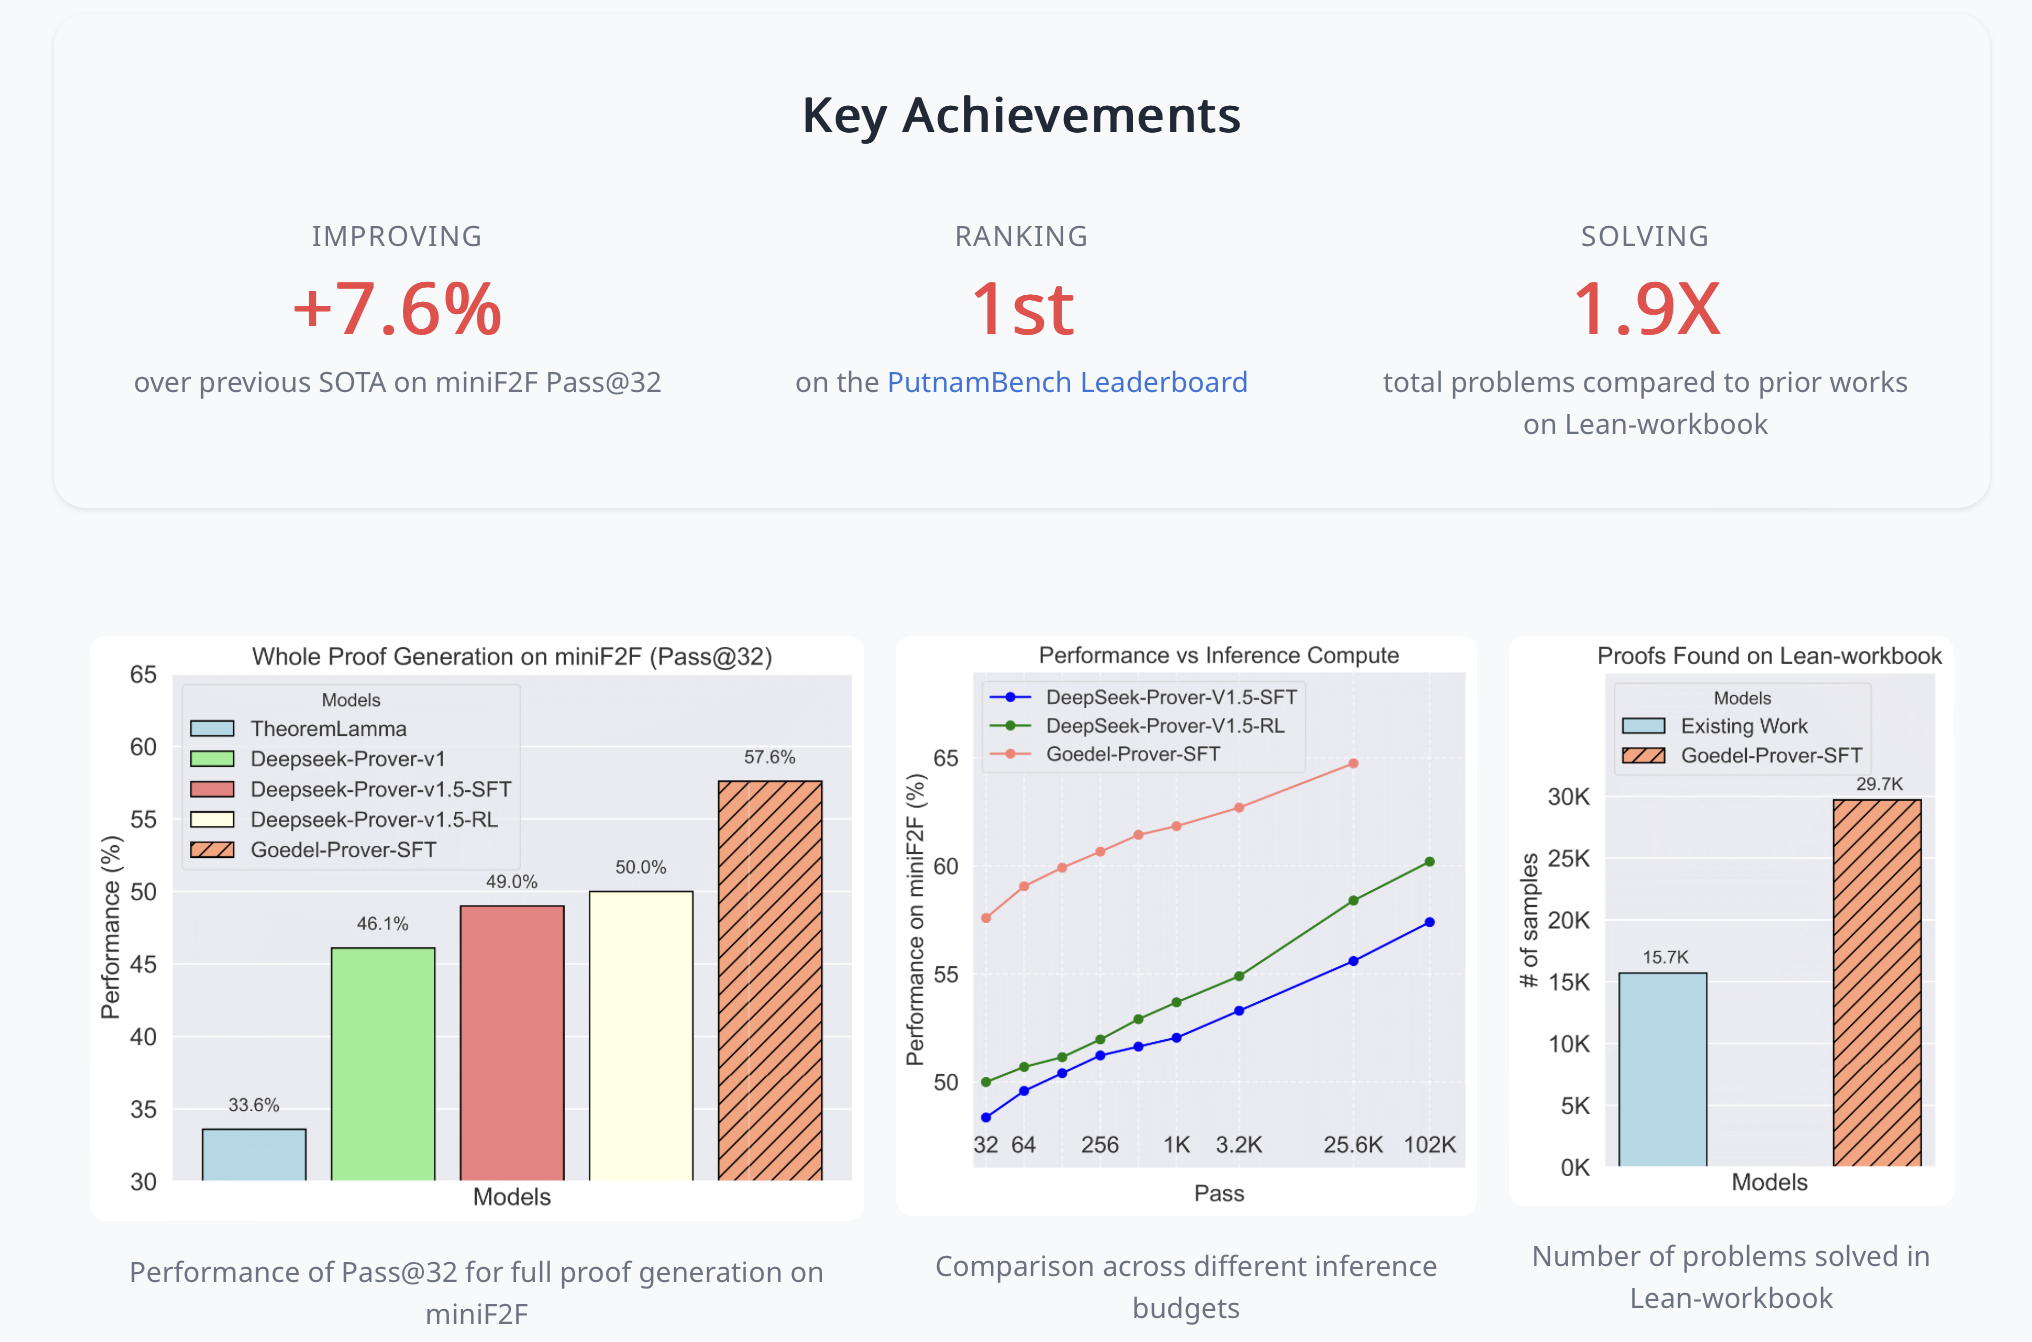 Key Achievements
IMPROVING
+7.6%
over previous SOTA on miniF2F Pass@32
RANKING
1st
on the PutnamBench Leaderboard
SOLVING
1.9X
total problems compared to prior works
on Lean-workbook
Whole Proof Generation on miniF2F (Pass@32)
Performance (%)
65
60
55
50
45
40
35
30
Models
TheoremLamma
Deepseek-Prover-v1
Deepseek-Prover-v1.5-SFT
Deepseek-Prover-v1.5-RL
Goedel-Prover-SFT
33.6%
46.1%
49.0%
50.0%
57.6%
Models
Performance of Pass@32 for full proof generation on
miniF2F
Performance vs Inference Compute
Performance on miniF2F (%)
DeepSeek-Prover-V1.5-SFT
DeepSeek-Prover-V1.5-RL
Goedel-Prover-SFT
65
60
55
50
32 64 256 1K 3.2K 25.6K 102K
Pass
Comparison across different inference
budgets
Proofs Found on Lean-workbook
# of samples
Models
Existing Work
Goedel-Prover-SFT
30K
25K
20K
15K
10K
5K
0K
15.7K
29.7K
Models
Number of problems solved in
Lean-workbook